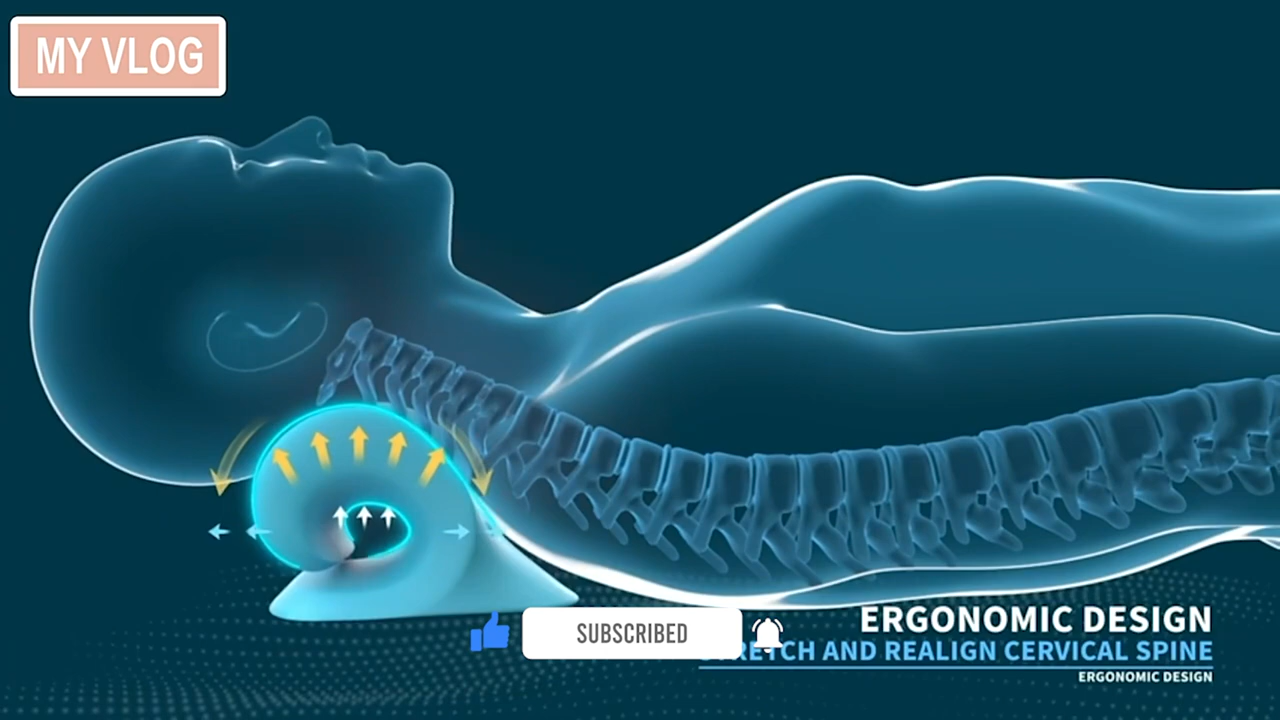 MY VLOG
SUBSCRIBED
ERGONOMIC DESIGN
AND REALIGN CERVICAL SPINE
ERGONOMIC DESIGN